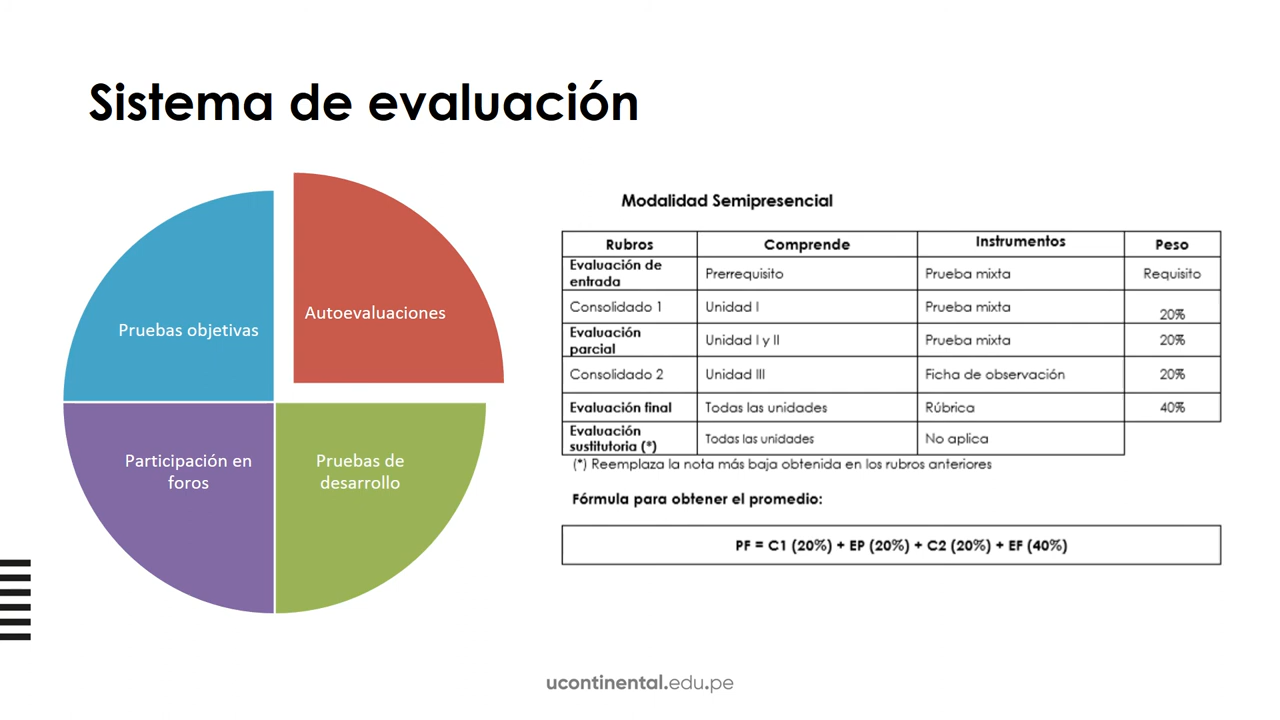 Sistema de evaluación
Pruebas objetivas
Autoevaluaciones
Participación en
foros
Pruebas de
desarrollo
Modalidad Semipresencial
Rubros Comprende Instrumentos Peso
Evaluación de
entrada
Prerrequisito Prueba mixta Requisito
Consolidado 1 Unidad I Prueba mixta 20%
Evaluación
parcial
Unidad I y II Prueba mixta 20%
Consolidado 2 Unidad III Ficha de observación 20%
Evaluación final Todas las unidades Rúbrica 40%
Evaluación
sustitutoria (*)
Todas las unidades No aplica
(*) Reemplaza la nota más baja obtenida en los rubros anteriores
Fórmula para obtener el promedio:
PF = C1 (20%) + EP (20%) + C2 (20%) + EF (40%)
ucontinental.edu.pe